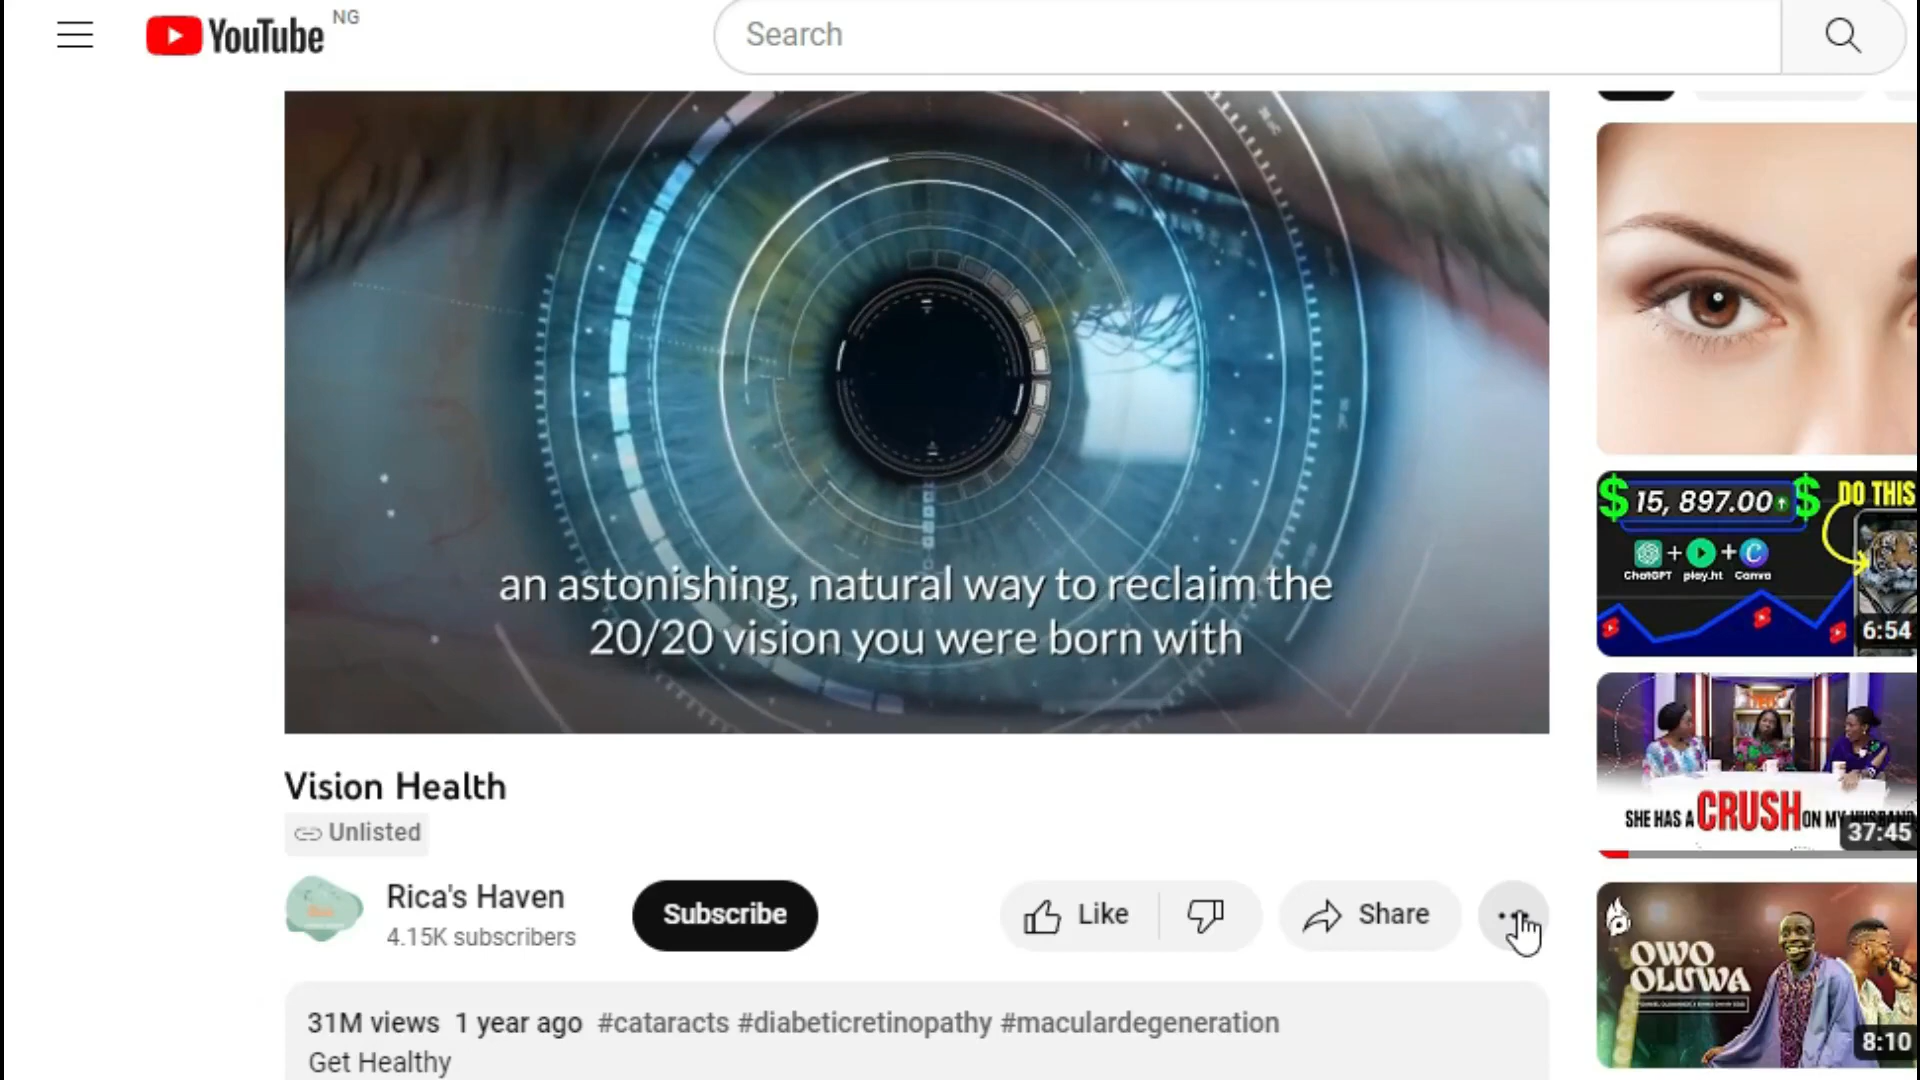 YouTube NG
Search
an astonishing, natural way to reclaim the
20/20 vision you were born with
Vision Health
Unlisted
Rica's Haven
4.15K subscribers
Subscribe
Like
Share
31M views 1 year ago #cataracts #diabeticretinopathy #maculardegeneration
Get Healthy
$ 15, 897.00 $ DO THIS
ChatGPT + play.ht + Canva
6:54
SHE HAS A CRUSH ON MY HUSBAND
37:45
OWO
OLUWA
8:10